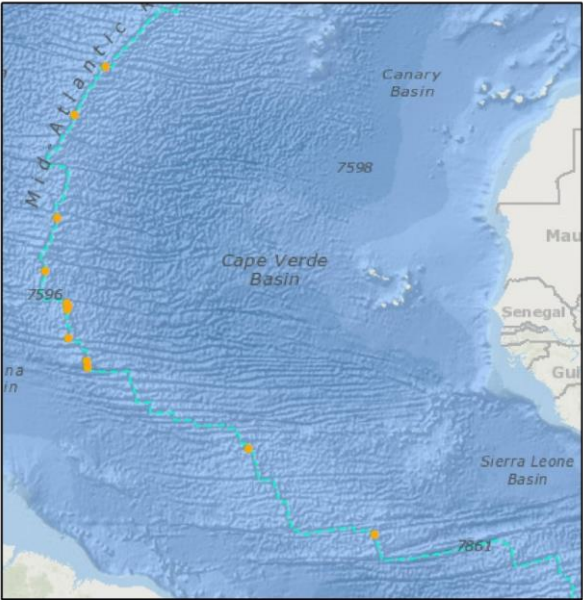 Mid-Atlantic
Canary
Basin
7598
Mau
Cape Verde
Basin
7596
Senegal
na
in
Gui
Sierra Leone
Basin
7861